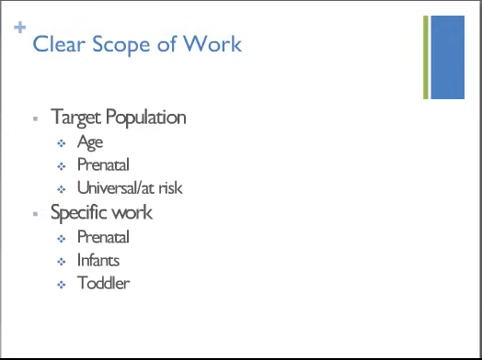 Clear Scope of Work
Target Population
Age
Prenatal
Universal/at risk
Specific work
Prenatal
Infants
Toddler